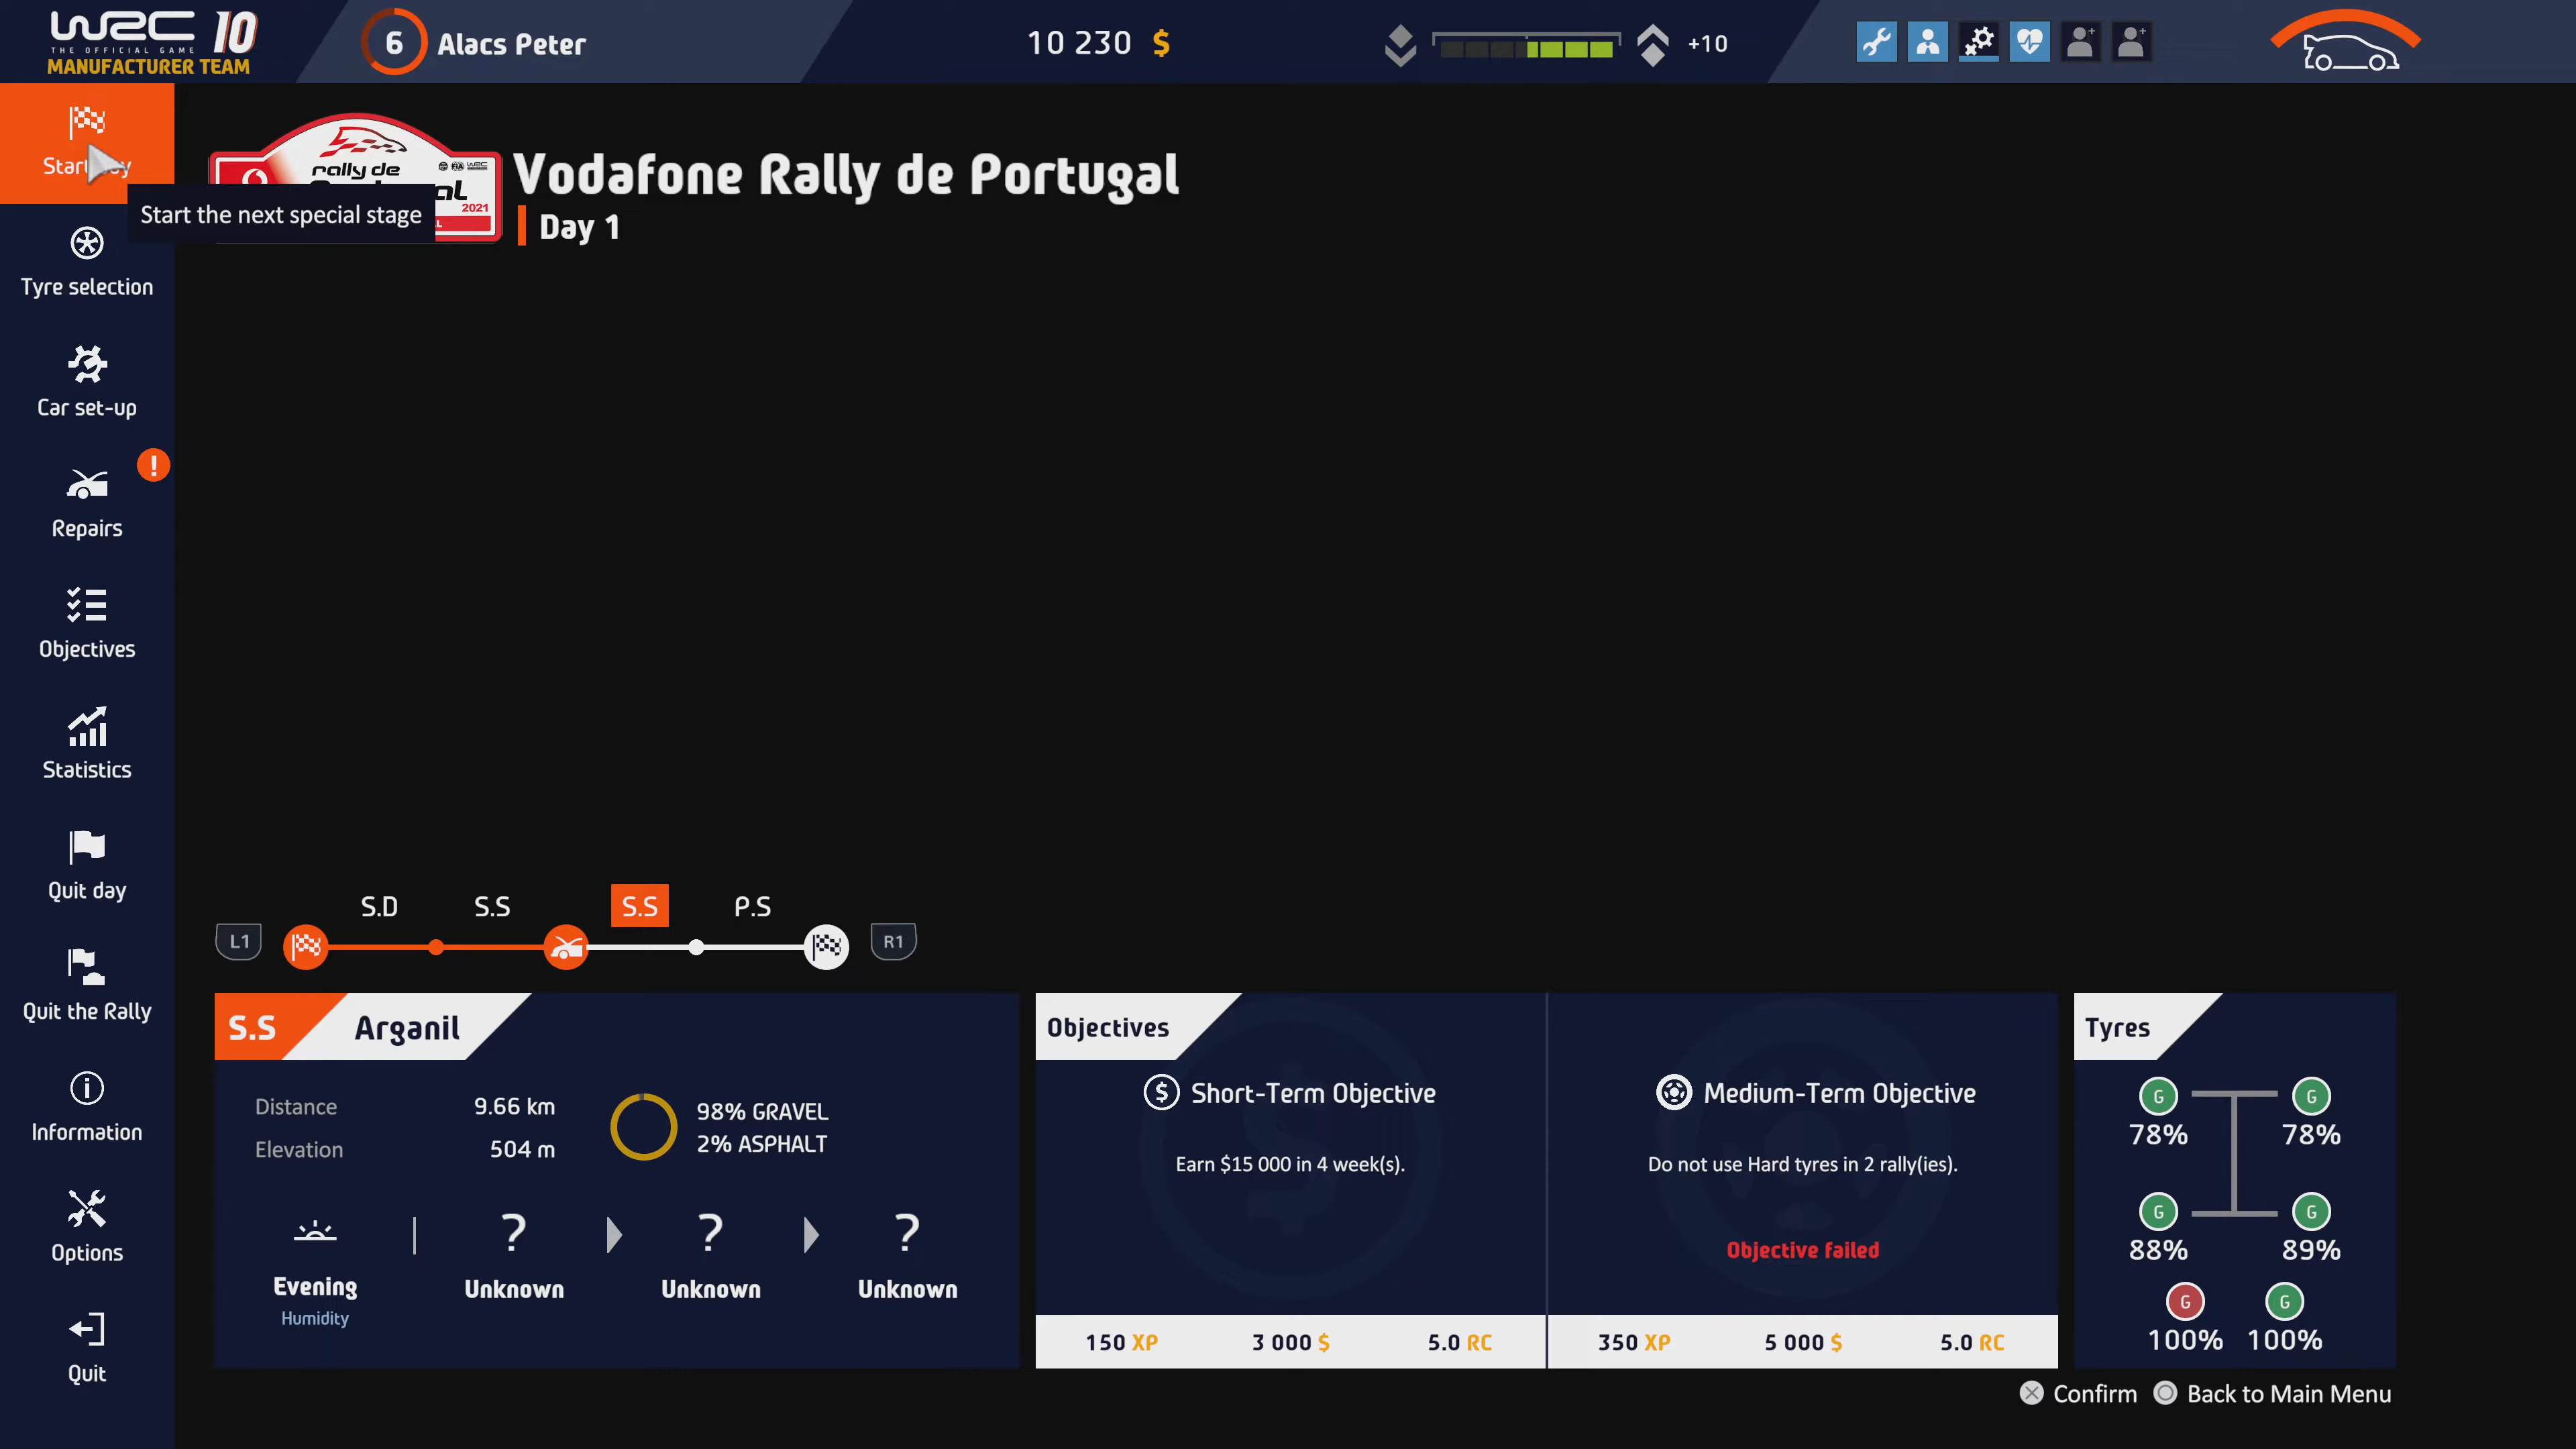 WRC 10
THE OFFICIAL GAME
MANUFACTURER TEAM
6 Alacs Peter
10 230 $
+10
Start
Start the next special stage
Tyre selection
Car set-up
!
Repairs
Objectives
Statistics
Quit day
Quit the Rally
Information
Options
Quit
rally de
2021
Vodafone Rally de Portugal
Day 1
S.D S.S S.S P.S
L1 R1
S.S Arganil
Distance 9.66 km
Elevation 504 m
98% GRAVEL
2% ASPHALT
? ? ?
Evening Unknown Unknown Unknown
Humidity
Objectives
$ Short-Term Objective
Earn $15 000 in 4 week(s).
150 XP 3 000 $ 5.0 RC
Medium-Term Objective
Do not use Hard tyres in 2 rally(ies).
Objective failed
350 XP 5 000 $ 5.0 RC
Tyres
G G
78% 78%
G G
88% 89%
G G
100% 100%
Confirm Back to Main Menu